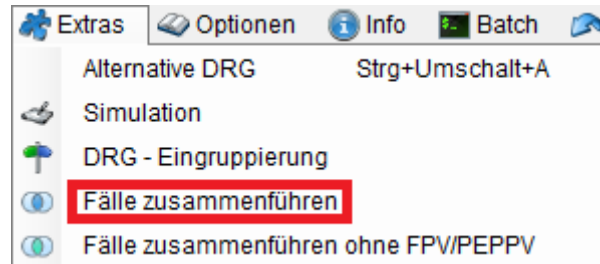 Extras Optionen Info Batch
Alternative DRG Strg+Umschalt+A
Simulation
DRG - Eingruppierung
Fälle zusammenführen
Fälle zusammenführen ohne FPV/PEPPV